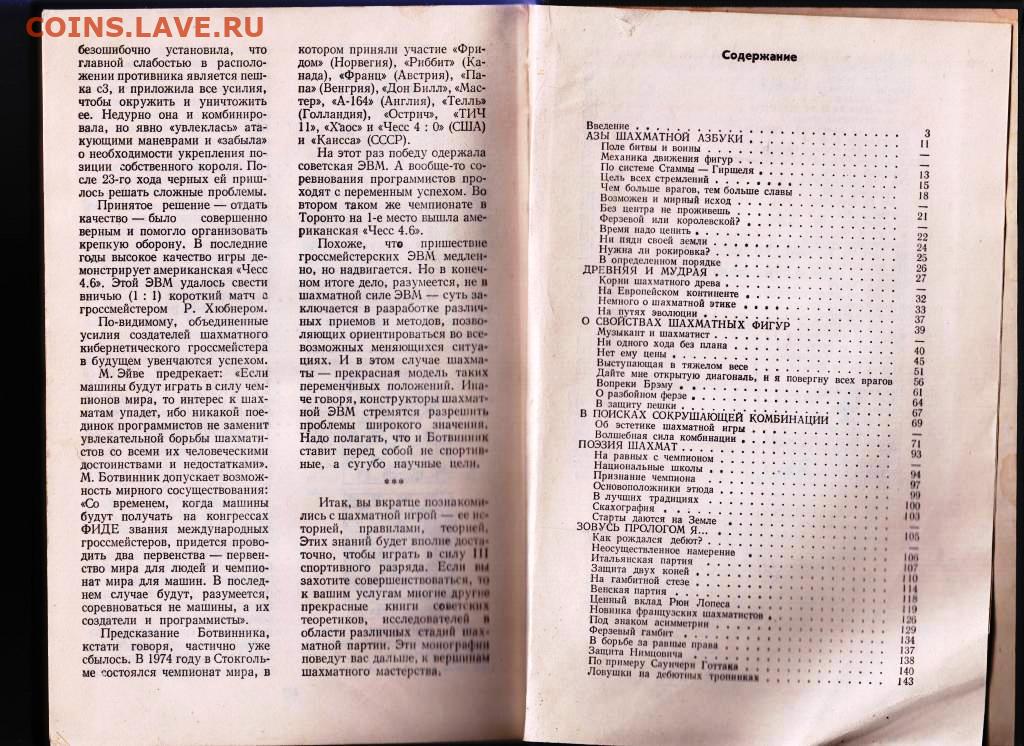 COINS.LAVE.RU
безошибочно установила, что
главной слабостью в располо-
жении противника является пеш-
ка с3, и приложила все усилия,
чтобы окружить и уничтожить
ее. Недурно она и комбиниро-
вала, но явно «увлеклась» ата-
кующими маневрами и «забыла»
о необходимости укрепления по-
зиции собственного короля. По-
сле 23-го хода черных ей приш-
лось решать сложные проблемы.
Принятое решение — отдать
качество — было совершенно
верным и помогло организовать
крепкую оборону. В последние
годы высокое качество игры де-
монстрирует американская «Чесс
4.6». Этой ЭВМ удалось свести
вничью (1 : 1) короткий матч с
гроссмейстером Р. Хюбнером.
По-видимому, объединенные
усилия создателей шахматного
кибернетического гроссмейстера
в будущем увенчаются успехом.
М. Эйве предрекает: «Если
машины будут играть в силу чем-
пионов мира, то интерес к шах-
матам упадет, ибо никакой пое-
динок программистов не заменит
увлекательной борьбы шахмати-
стов со всеми их человеческими
достоинствами и недостатками».
М. Ботвинник допускает возмож-
ность мирного сосуществования:
«Со временем, когда машины
будут получать на конгрессах
ФИДЕ звания международных
гроссмейстеров, придется прово-
дить два первенства — первен-
ство мира для людей и чемпио-
нат мира для машин. В послед-
нем случае будут, разумеется,
соревноваться не машины, а их
создатели и программисты».
Предсказание Ботвинника,
кстати говоря, частично уже
сбылось. В 1974 году в Стокголь-
ме состоялся чемпионат мира, в
котором приняли участие «Фри-
дом» (Норвегия), «Риббит» (Ка-
нада), «Франц» (Австрия), «Па-
па» (Венгрия), «Дон Билл», «Мас-
тер», «А-164» (Англия), «Телль»
(Голландия), «Острич», «ТИЧ
11», «Хаос» и «Чесс 4 : 0» (США)
и «Каисса» (СССР).
На этот раз победу одержала
советская ЭВМ. А вообще-то со-
ревнования программистов про-
ходят с переменным успехом. Во
втором таком же чемпионате в
Торонто на 1-е место вышла аме-
риканская «Чесс 4.6».
Похоже, что пришествие
гроссмейстерских ЭВМ медлен-
но, но надвигается. Но в конеч-
ном итоге дело, разумеется, не в
шахматной силе ЭВМ — суть за-
ключается в разработке различ-
ных приемов и методов, позво-
ляющих ориентироваться во все-
возможных меняющихся ситуа-
циях. И в этом случае шахма-
ты — прекрасная модель таких
переменчивых положений. Ина-
че говоря, конструкторы шахмат-
ной ЭВМ стремятся разрешить
проблемы широкого значения.
Надо полагать, что и Ботвинник
ставит перед собой не спортив-
ные, а сугубо научные цели.
***
Итак, вы вкратце познакоми-
лись с шахматной игрой — ее ис-
торией, правилами, теорией.
Этих знаний будет вполне доста-
точно, чтобы играть в силу III
спортивного разряда. Если вы
захотите совершенствоваться, то
к вашим услугам многие другие
прекрасные книги советских
теоретиков, исследователей в
области различных стадий шах-
матной партии. Эти монографии
поведут вас дальше, к вершинам
шахматного мастерства.
Содержание
Введение 3
АЗЫ ШАХМАТНОЙ АЗБУКИ 11
Поле битвы и воины —
Механика движения фигур —
По системе Стаммы — Гиршеля 13
Цель всех стремлений 15
Чем больше врагов, тем больше славы 18
Возможен и мирный исход —
Без центра не проживешь 21
Ферзевой или королевской? —
Время надо ценить 22
Ни пяди своей земли 24
Нужна ли рокировка? 25
В определенном порядке 26
ДРЕВНЯЯ И МУДРАЯ 27
Корни шахматного древа —
На Европейском континенте 32
Немного о шахматной этике 33
На путях эволюции 37
О СВОЙСТВАХ ШАХМАТНЫХ ФИГУР 39
Музыкант и шахматист —
Ни одного хода без плана 40
Нет ему цены 45
Выступающая в тяжелом весе 51
Дайте мне открытую диагональ, и я повергну всех врагов 56
Вопреки Брэму 61
О разбойном ферзе 64
В защиту пешки 67
В ПОИСКАХ СОКРУШАЮЩЕЙ КОМБИНАЦИИ 69
Об эстетике шахматной игры —
Волшебная сила комбинации 71
ПОЭЗИЯ ШАХМАТ 93
На равных с чемпионом —
Национальные школы 94
Признание чемпиона 97
Основоположники этюда 99
В лучших традициях 100
Скахография 103
Старты даются на Земле —
ЗОВУСЬ ПРОЛОГОМ Я... 105
Как рождался дебют? —
Неосуществленное намерение 106
Итальянская партия 107
Защита двух коней 110
На гамбитной стезе 114
Венская партия 118
Ценный вклад Рюи Лопеса 119
Новинка французских шахматистов 126
Под знаком асимметрии 129
Ферзевый гамбит 134
В борьбе за равные права 137
Защита Нимцовича 138
По примеру СаунчериГоттака 140
Ловушки на дебютных тропинках 143